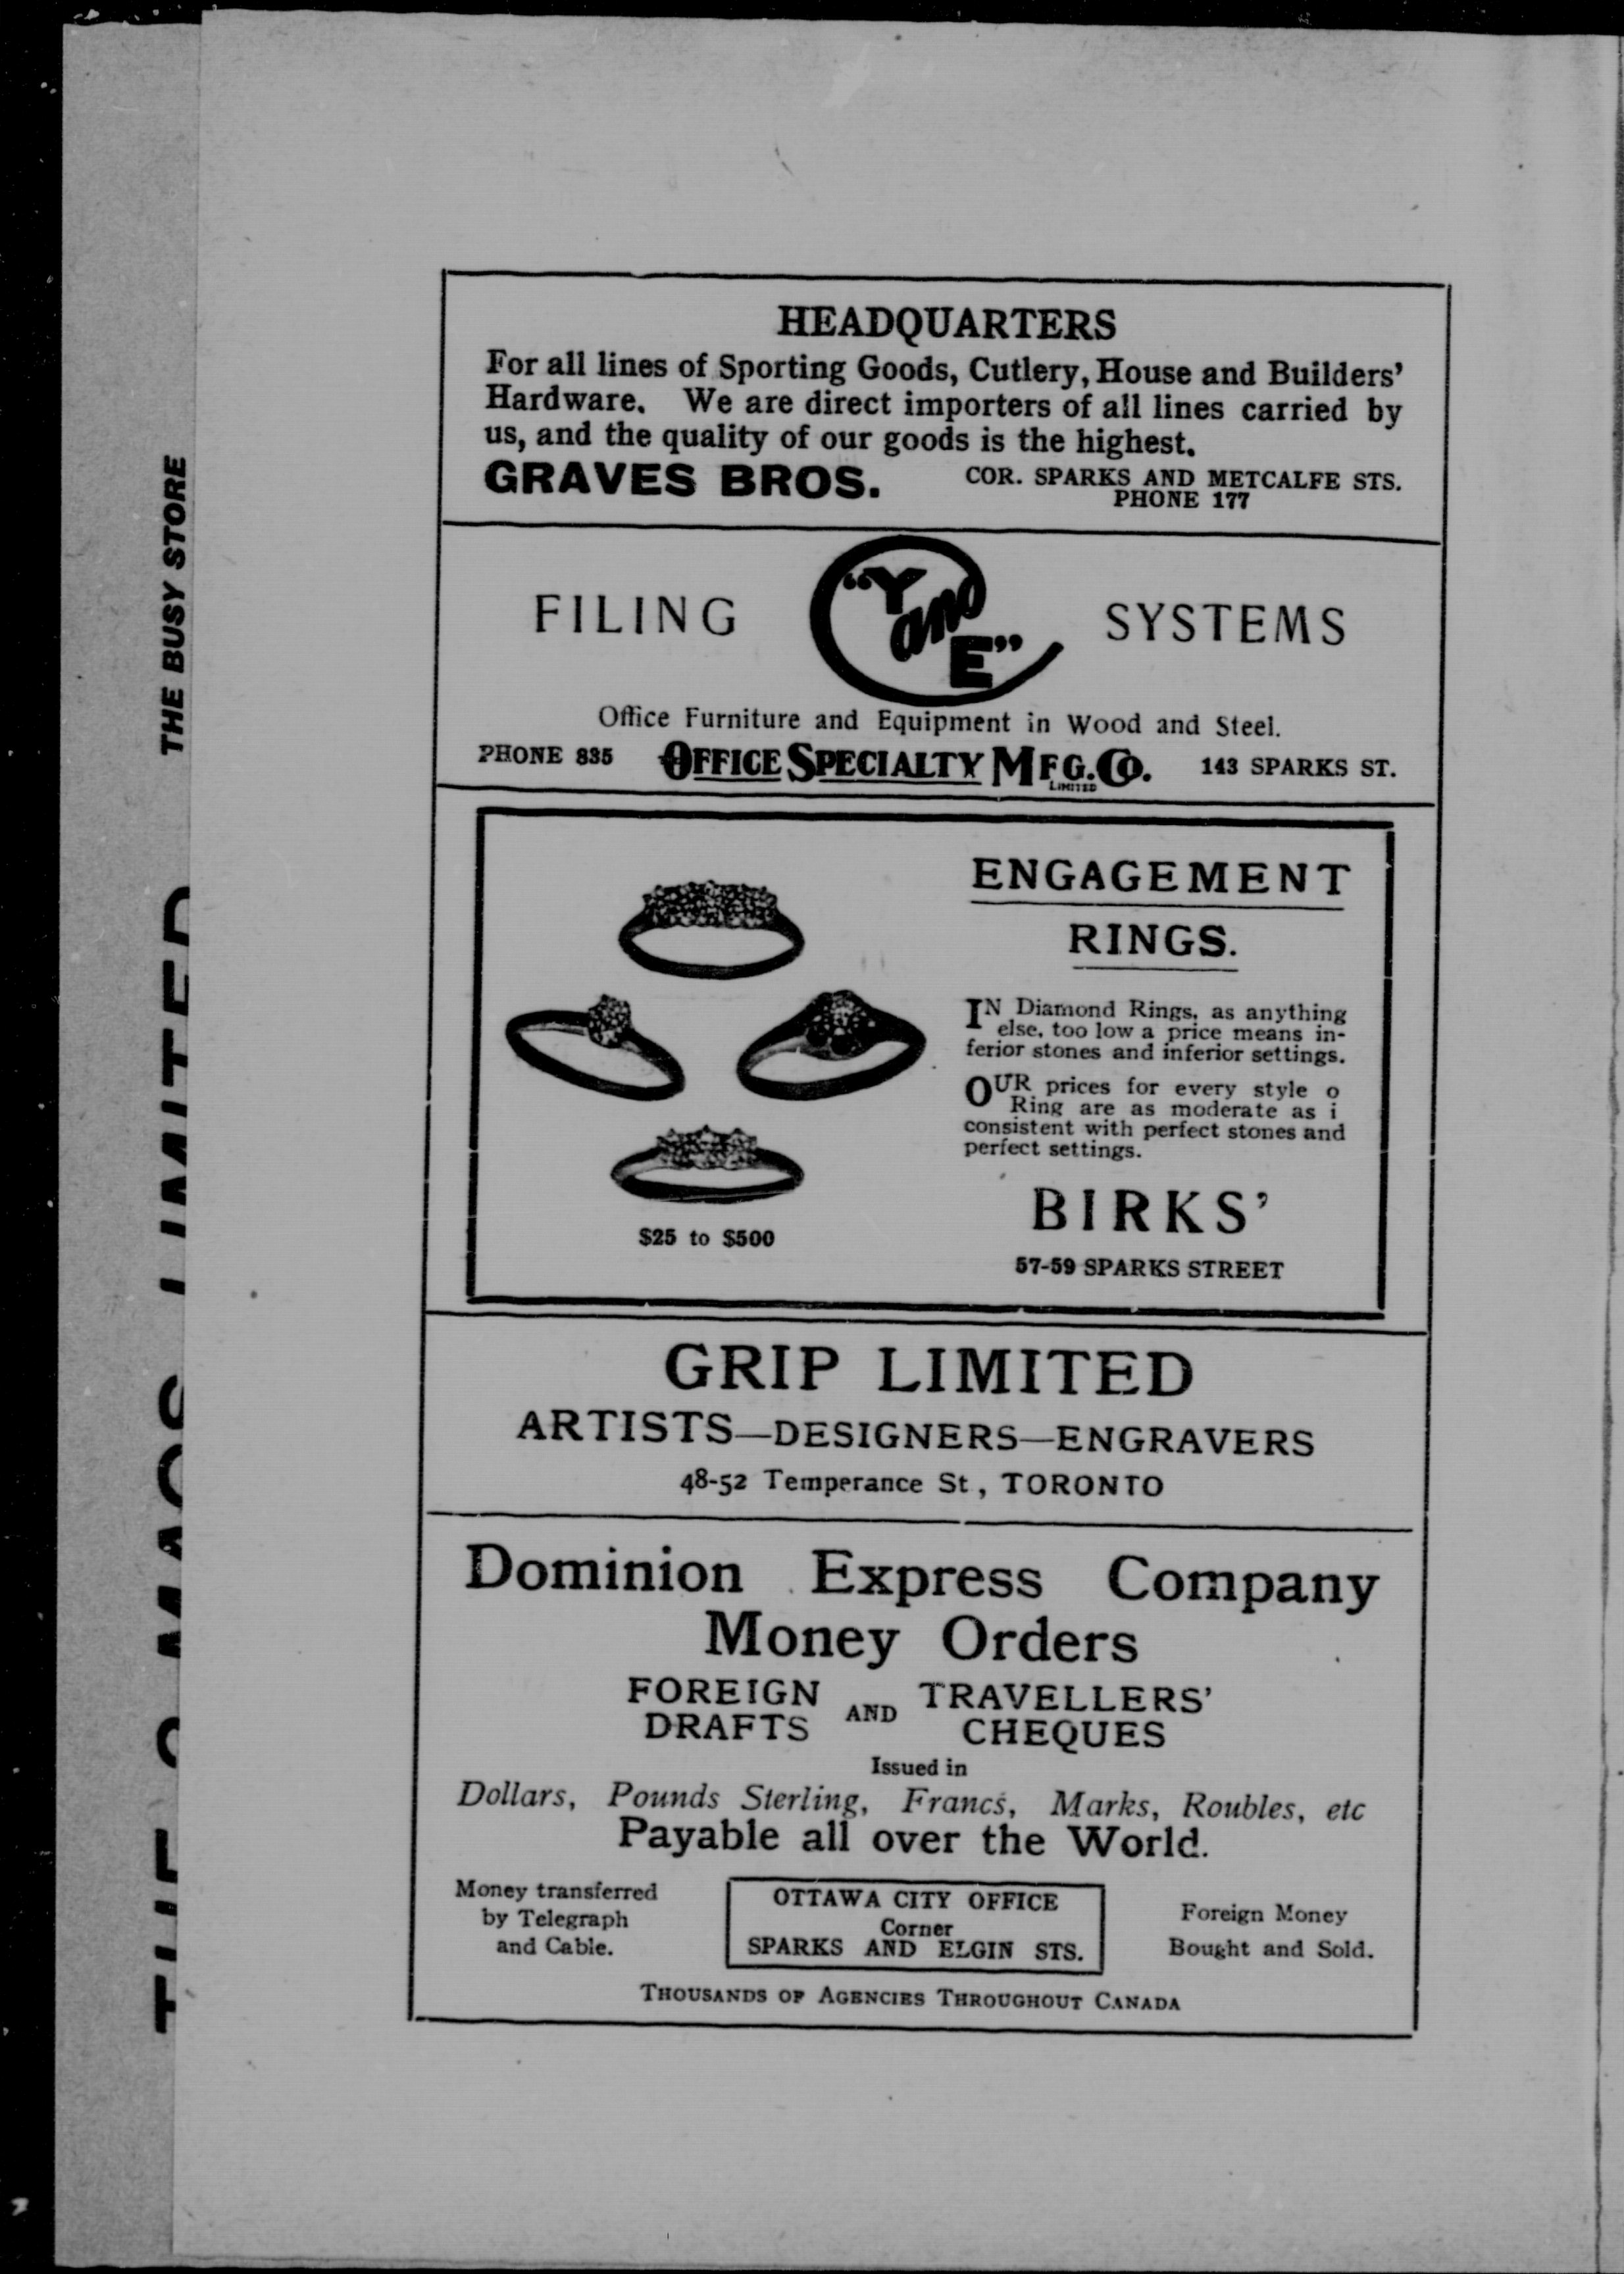 HEADQUARTERS
For all lines of Sporting Goods, Cutlery, House and Builders'
Hardware. We are direct importers of all lines carried by
us, and the quality of our goods is the highest.
GRAVES BROS. COR. SPARKS AND METCALFE STS.
PHONE 177
FILING "Y and E" SYSTEMS
Office Furniture and Equipment in Wood and Steel.
PHONE 835 OFFICE SPECIALTY MFG. CO. LIMITED 143 SPARKS ST.
ENGAGEMENT
RINGS.
IN Diamond Rings, as anything
else, too low a price means in-
ferior stones and inferior settings.
OUR prices for every style o
Ring are as moderate as i
consistent with perfect stones and
perfect settings.
BIRKS'
57-59 SPARKS STREET
$25 to $500
GRIP LIMITED
ARTISTS—DESIGNERS—ENGRAVERS
48-52 Temperance St, TORONTO
Dominion Express Company
Money Orders
FOREIGN DRAFTS AND TRAVELLERS' CHEQUES
Issued in
Dollars, Pounds Sterling, Francs, Marks, Roubles, etc
Payable all over the World.
Money transferred
by Telegraph
and Cable.
OTTAWA CITY OFFICE
Corner
SPARKS AND ELGIN STS.
Foreign Money
Bought and Sold.
THOUSANDS OF AGENCIES THROUGHOUT CANADA
THE BUSY STORE